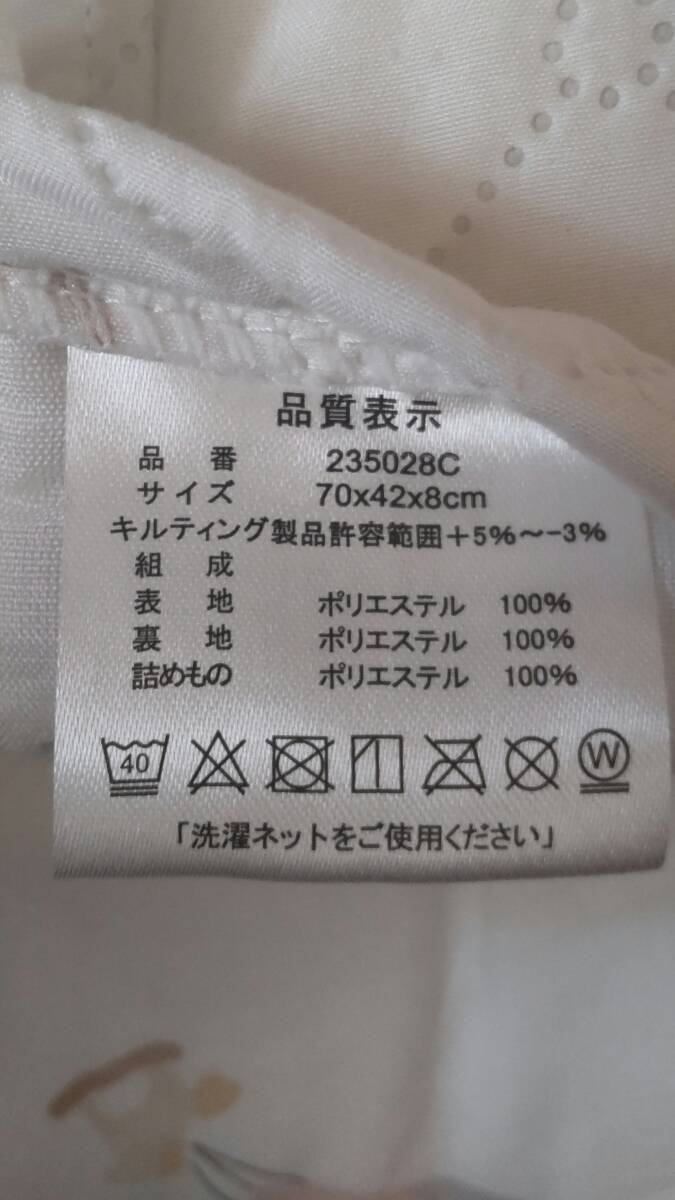 品質表示
品 番 235028C
サイズ 70x42x8cm
キルティング製品許容範囲+5%～-3%
組 成
表 地 ポリエステル 100%
裏 地 ポリエステル 100%
詰めもの ポリエステル 100%
40 W
「洗濯ネットをご使用ください」